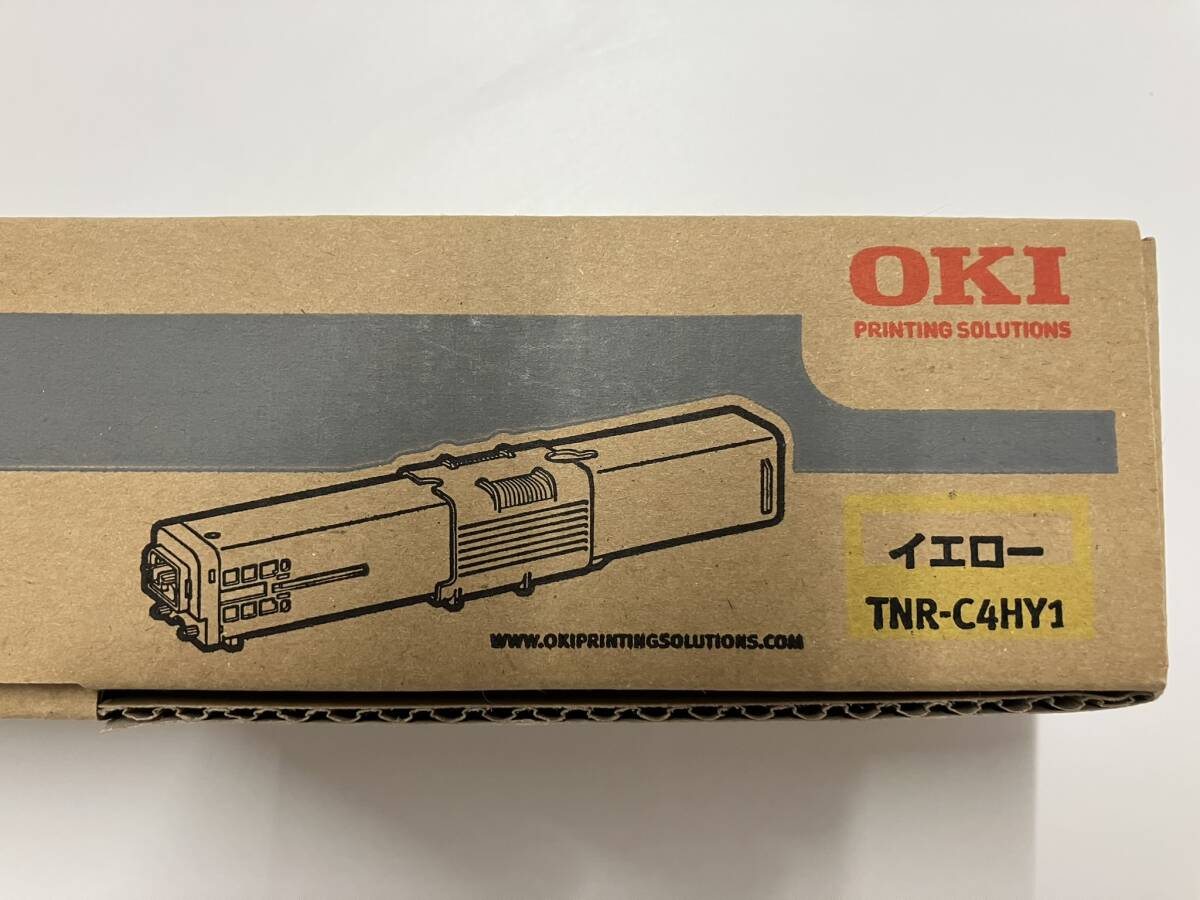 OKI
PRINTING SOLUTIONS
イエロー
TNR-C4HY1
WWW.OKIPRINTINGSOLUTIONS.COM